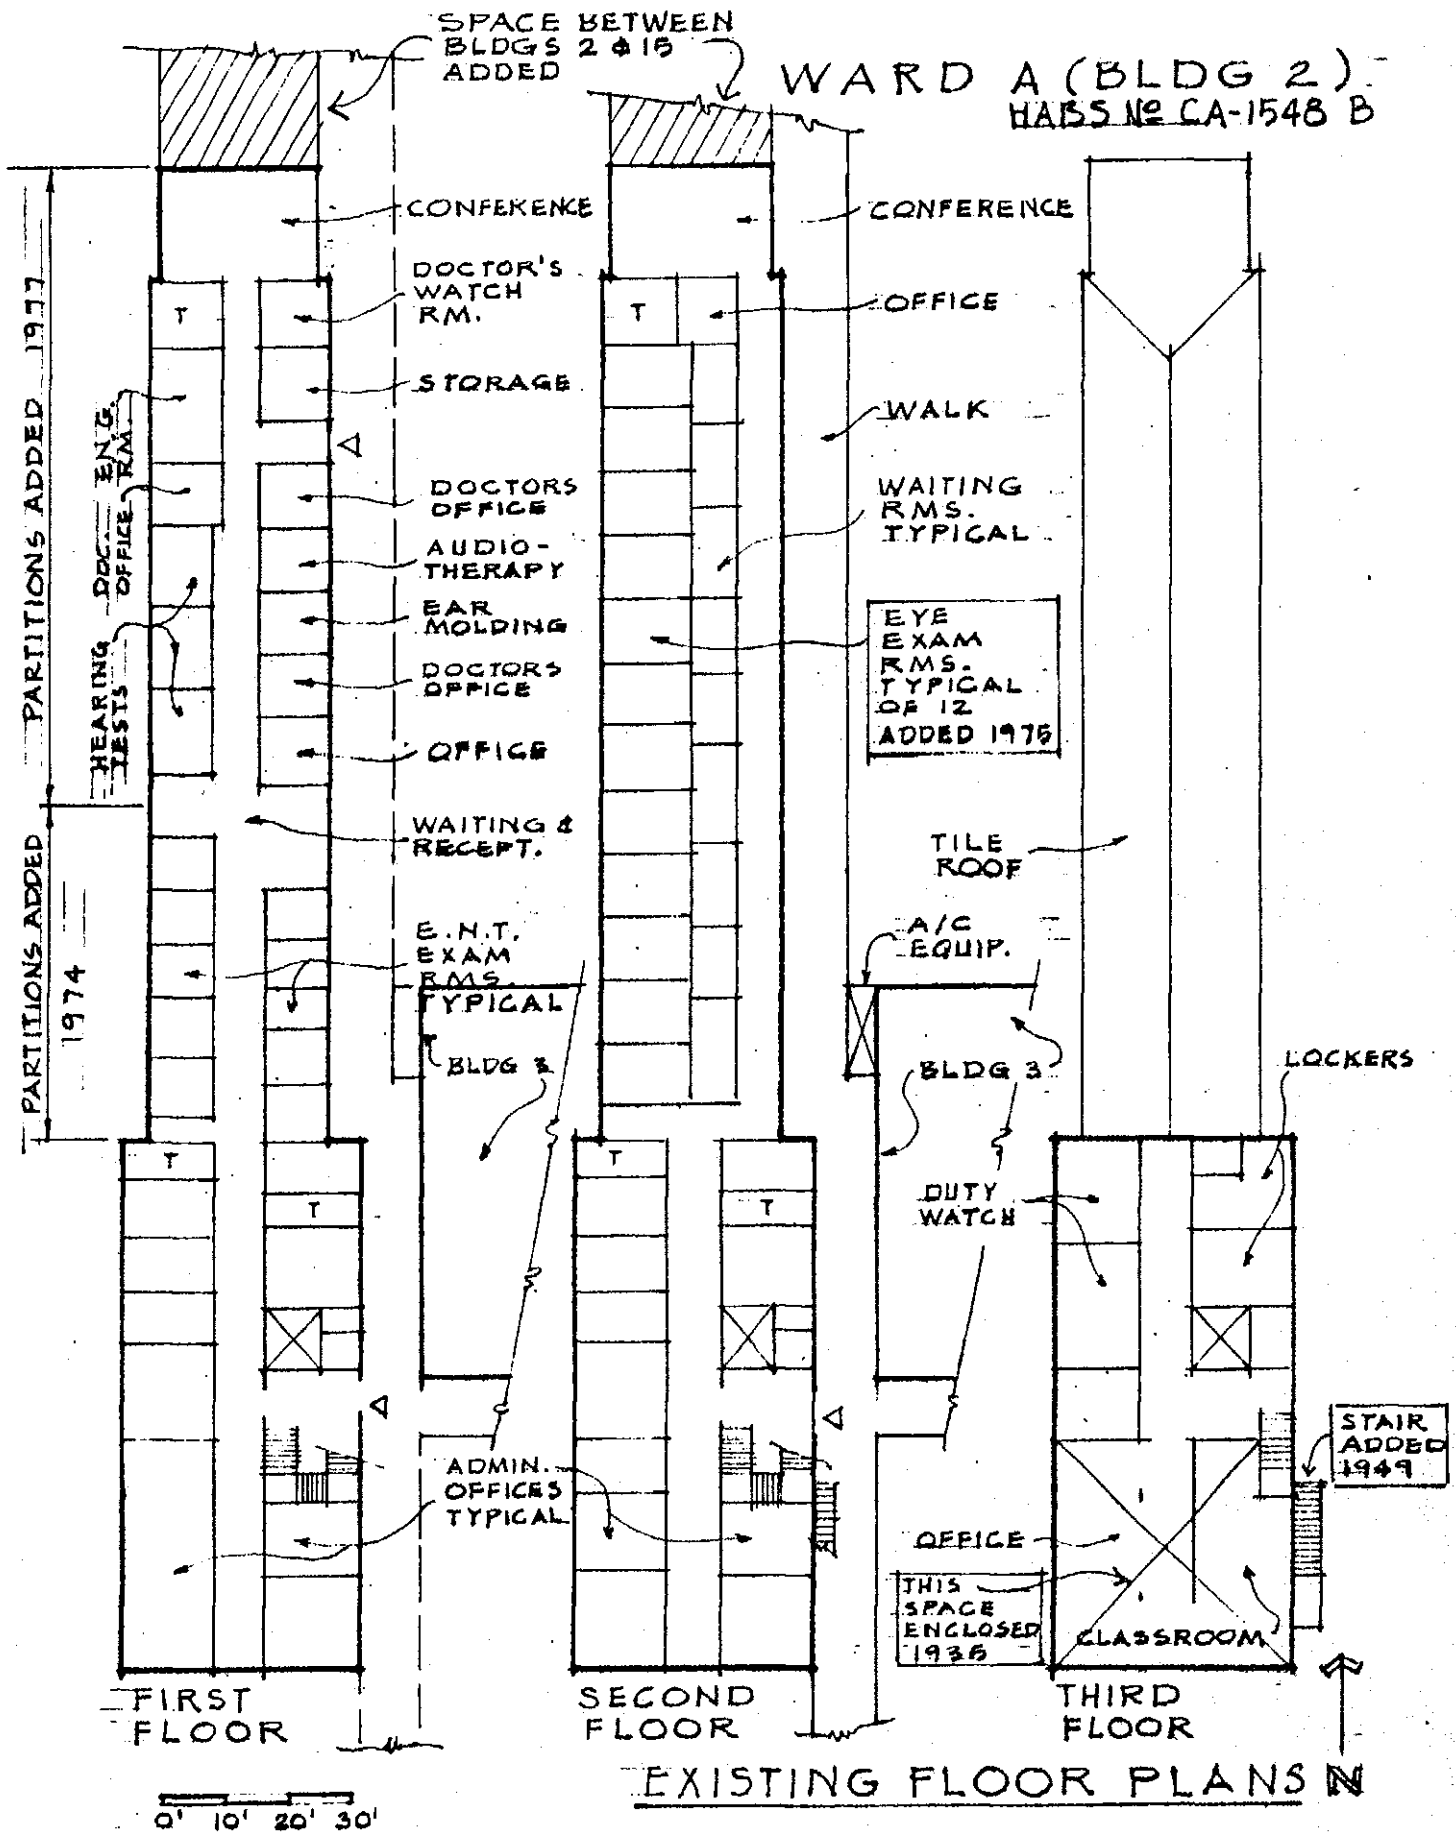 SPACE BETWEEN
BLDGS 2 & 15
ADDED
WARD A (BLDG 2)
HABS Nº CA-1548 B
CONFERENCE
DOCTOR'S
WATCH
RM.
STORAGE
DOCTORS
OFFICE
AUDIO-
THERAPY
EAR
MOLDING
DOCTORS
OFFICE
OFFICE
WAITING &
RECEPT.
E.N.T.
EXAM
RMS.
TYPICAL
BLDG 3
T
T
T
PARTITIONS ADDED 1977
DOC. ENG.
OFFICE RM.
HEARING
TESTS
PARTITIONS ADDED
1974
CONFERENCE
OFFICE
WALK
WAITING
RMS.
TYPICAL
EYE
EXAM
RMS.
TYPICAL
OF 12
ADDED 1975
TILE
ROOF
A/C
EQUIP.
BLDG 3
T
T
T
LOCKERS
DUTY
WATCH
ADMIN.
OFFICES
TYPICAL
STAIR
ADDED
1949
OFFICE
THIS
SPACE
ENCLOSED
1935
CLASSROOM
FIRST
FLOOR
SECOND
FLOOR
THIRD
FLOOR
EXISTING FLOOR PLANS
N
0' 10' 20' 30'